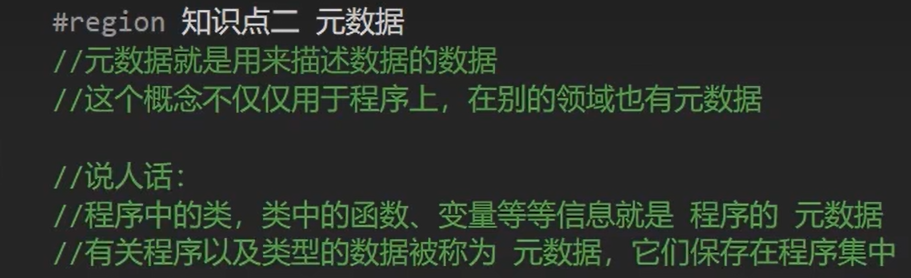 #region 知识点二 元数据
//元数据就是用来描述数据的数据
//这个概念不仅仅用于程序上，在别的领域也有元数据
//说人话：
//程序中的类，类中的函数、变量等等信息就是 程序的 元数据
//有关程序以及类型的数据被称为 元数据，它们保存在程序集中